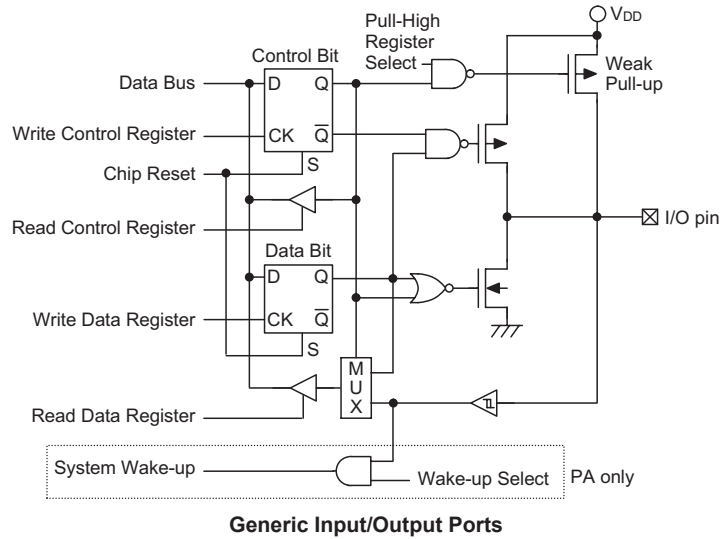 VDD
Pull-High
Register
Select
Control Bit
Weak
Pull-up
Data Bus
D
Q
Write Control Register
CK
Q
Chip Reset
S
Read Control Register
I/O pin
Data Bit
D
Q
Write Data Register
CK
Q
S
M
U
X
Read Data Register
System Wake-up
Wake-up Select
PA only
Generic Input/Output Ports